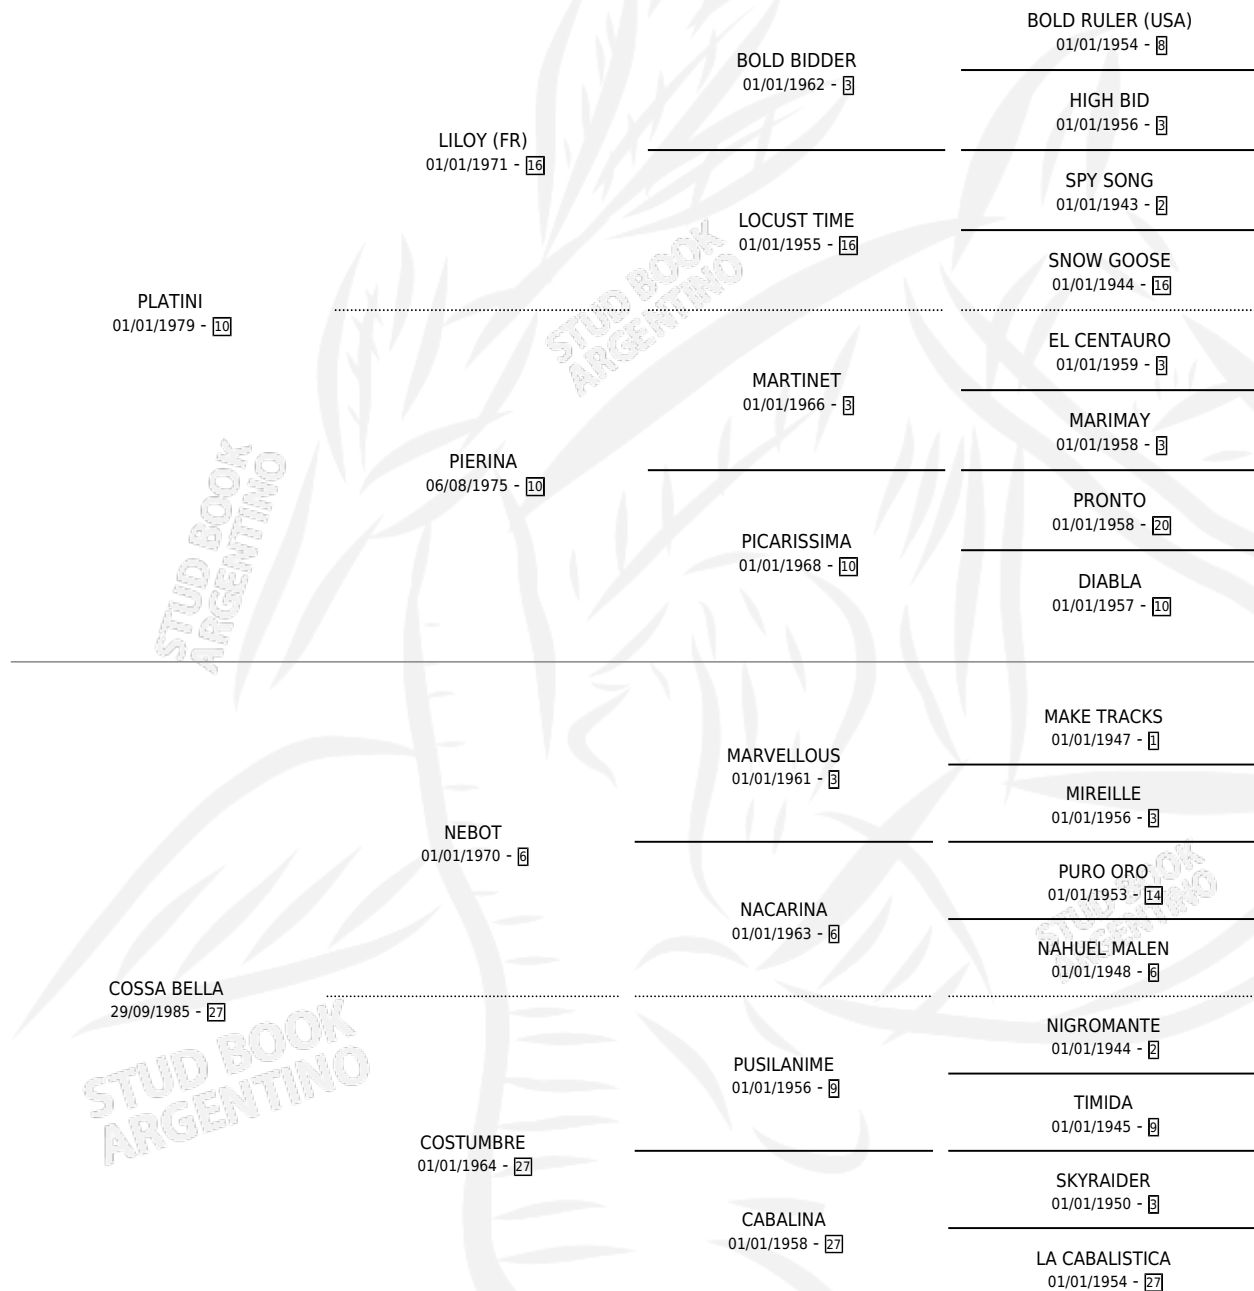 BOLD RULER (USA)
01/01/1954 - 8
BOLD BIDDER
01/01/1962 - 3
HIGH BID
01/01/1956 - 3
LILOY (FR)
01/01/1971 - 16
SPY SONG
01/01/1943 - 2
LOCUST TIME
01/01/1955 - 16
SNOW GOOSE
01/01/1944 - 16
PLATINI
01/01/1979 - 10
STUD BOOK
ARGENTINO
EL CENTAURO
01/01/1959 - 3
MARTINET
01/01/1966 - 3
MARIMAY
01/01/1958 - 3
PIERINA
06/08/1975 - 10
PRONTO
01/01/1958 - 20
PICARISSIMA
01/01/1968 - 10
DIABLA
01/01/1957 - 10
STUD BOOK
ARGENTINO
MAKE TRACKS
01/01/1947 - 1
MARVELLOUS
01/01/1961 - 3
MIREILLE
01/01/1956 - 3
NEBOT
01/01/1970 - 6
PURO ORO
01/01/1953 - 14
NACARINA
01/01/1963 - 6
STUD BOOK
ARGENTINO
NAHUEL MALEN
01/01/1948 - 6
COSSA BELLA
29/09/1985 - 27
NIGROMANTE
01/01/1944 - 2
PUSILANIME
01/01/1956 - 9
TIMIDA
01/01/1945 - 9
STUD BOOK
ARGENTINO
COSTUMBRE
01/01/1964 - 27
SKYRAIDER
01/01/1950 - 3
CABALINA
01/01/1958 - 27
LA CABALISTICA
01/01/1954 - 27